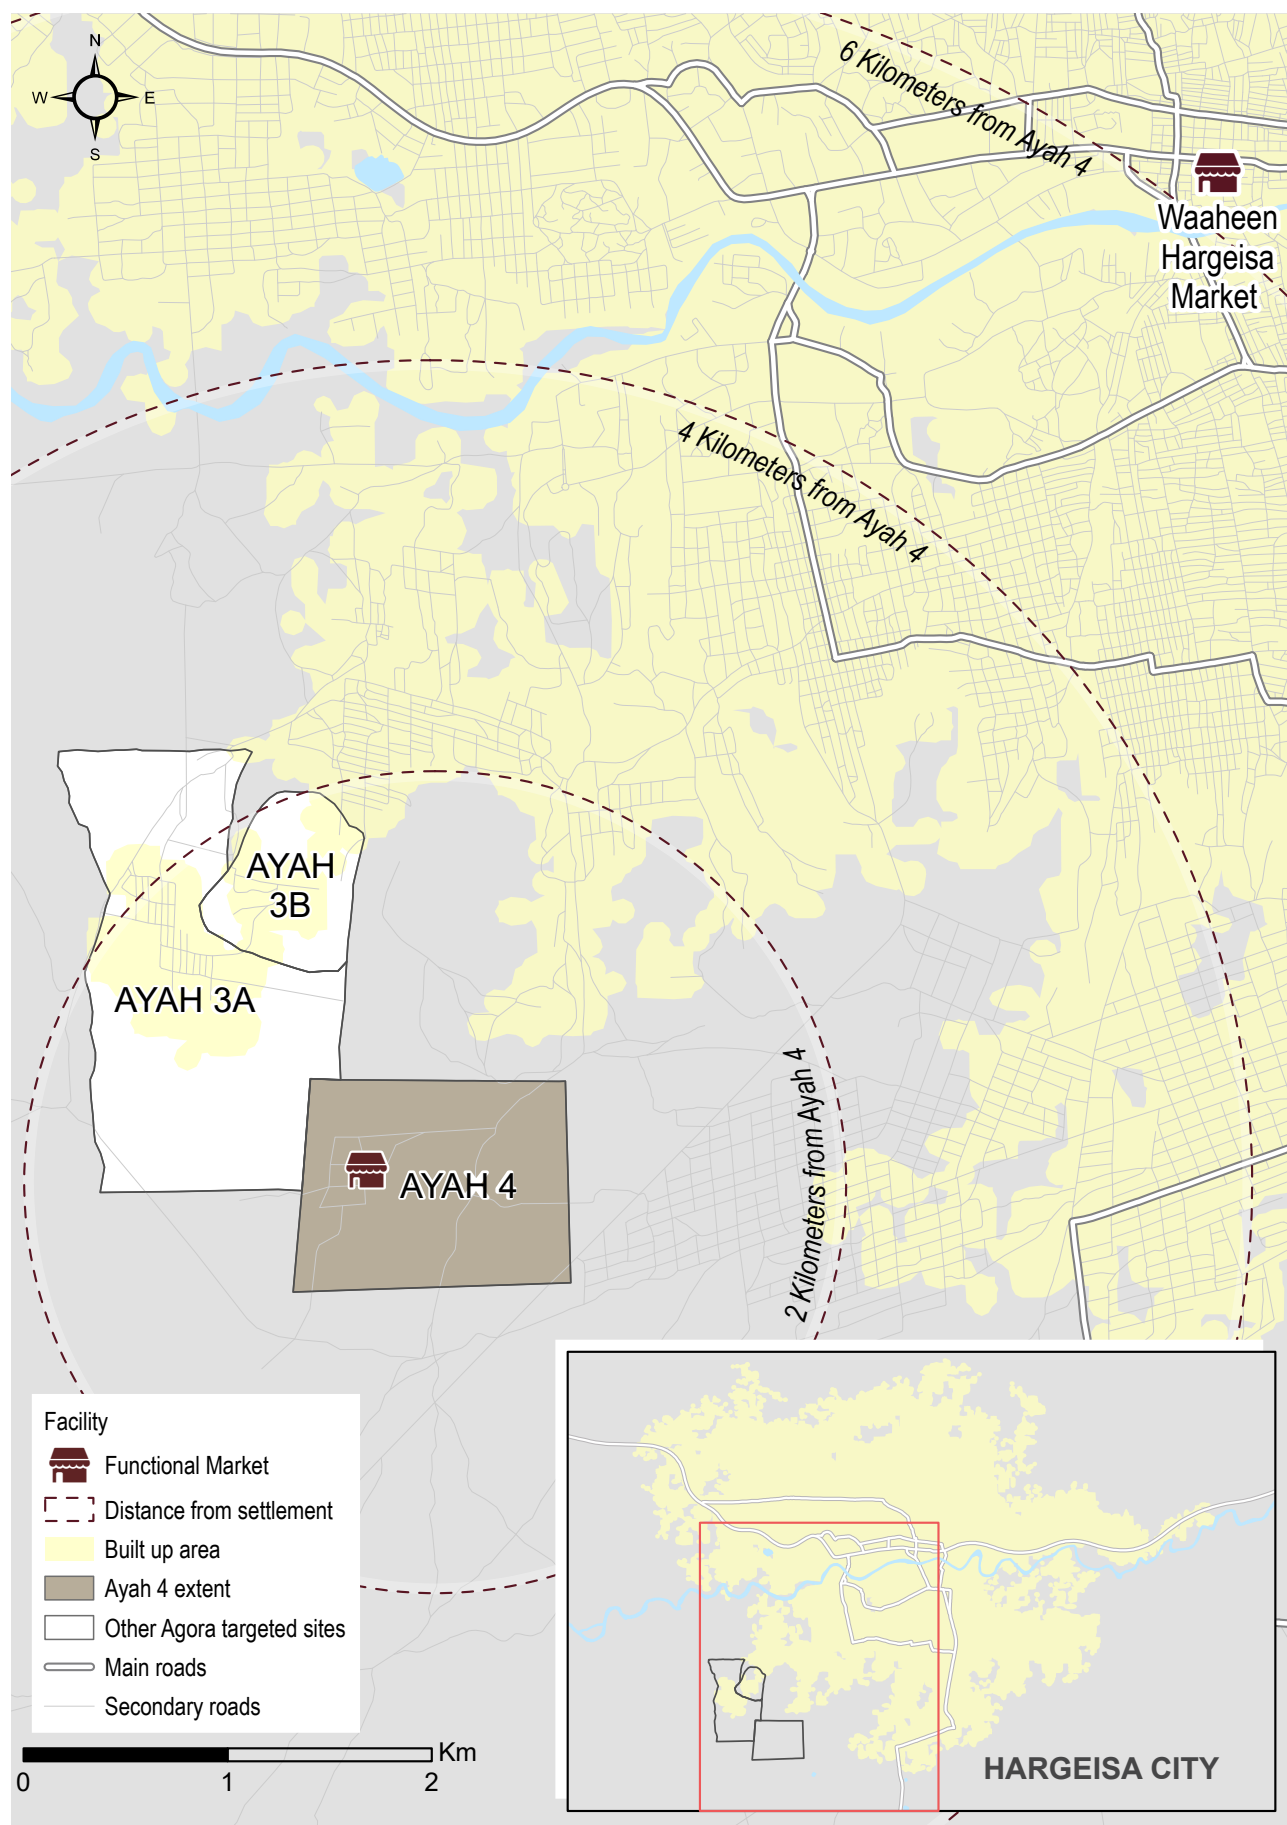 N
W
E
S
6 Kilometers from Ayah 4
Waaheen
Hargeisa
Market
4 Kilometers from Ayah 4
AYAH
3B
AYAH 3A
2 Kilometers from Ayah 4
AYAH 4
Facility
Functional Market
Distance from settlement
Built up area
Ayah 4 extent
Other Agora targeted sites
Main roads
Secondary roads
Km
0 1 2
HARGEISA CITY